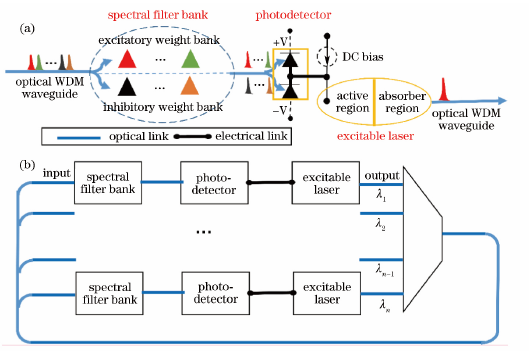 (a)
spectral filter bank
photodetector
excitatory weight bank
+V
DC bias
optical WDM
waveguide
inhibitory weight bank
−V
active
region
absorber
region
excitable laser
optical WDM
waveguide
optical link
electrical link
(b)
input
spectral
filter bank
photo-
detector
excitable
laser
output
λ1
λ2
...
λn−1
spectral
filter bank
photo-
detector
excitable
laser
λn